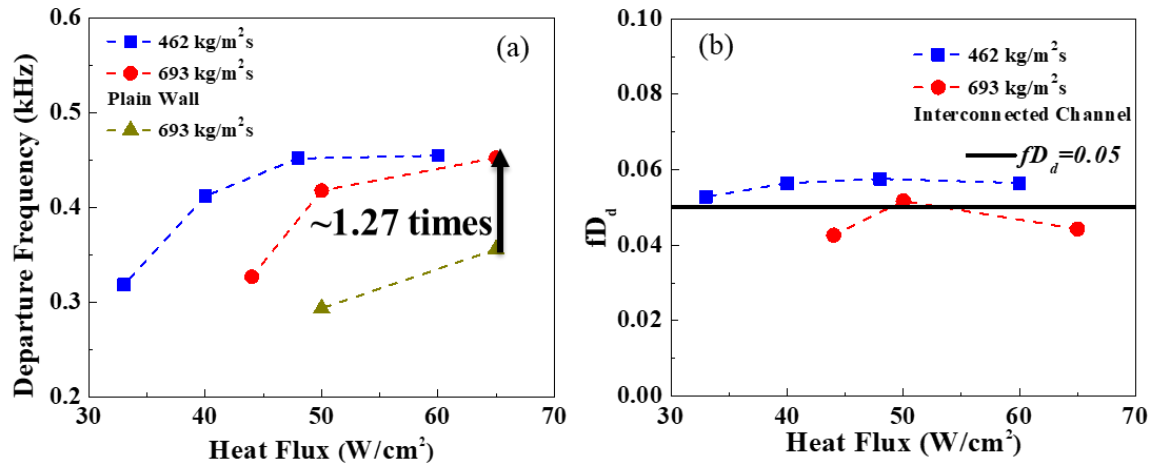 (a)
462 kg/m²s
693 kg/m²s
Plain Wall
693 kg/m²s
~1.27 times
Departure Frequency (kHz)
0.6
0.5
0.4
0.3
0.2
30 40 50 60 70
Heat Flux (W/cm²)
(b)
462 kg/m²s
693 kg/m²s
Interconnected Channel
fD_d=0.05
fD_d
0.10
0.08
0.06
0.04
0.02
0.00
30 40 50 60 70
Heat Flux (W/cm²)